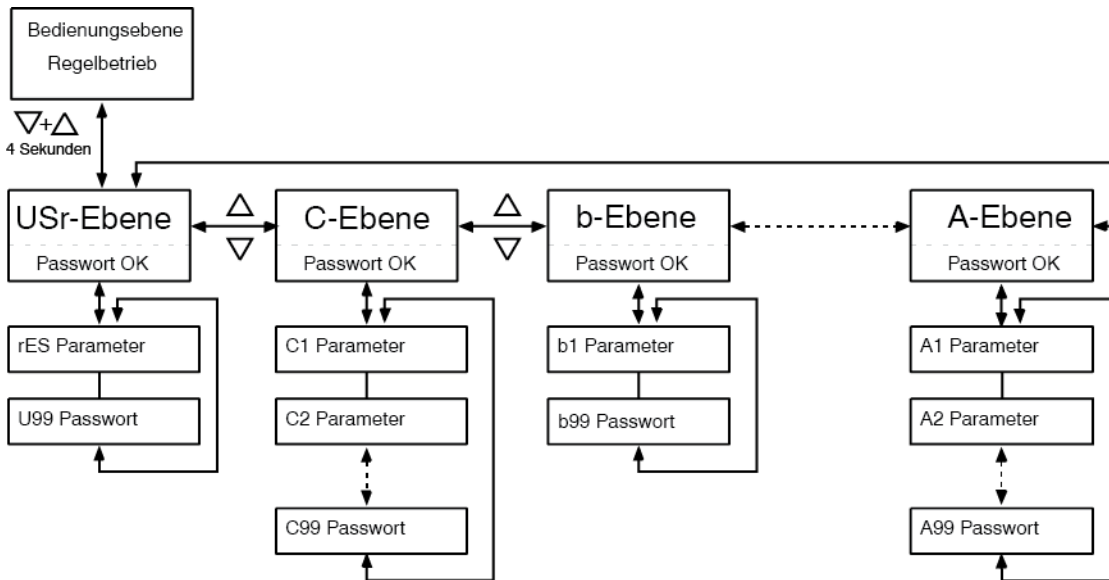 Bedienungsebene
Regelbetrieb
▽+△
4 Sekunden
USr-Ebene
Passwort OK
△
▽
C-Ebene
Passwort OK
△
▽
b-Ebene
Passwort OK
A-Ebene
Passwort OK
rES Parameter
U99 Passwort
C1 Parameter
C2 Parameter
C99 Passwort
b1 Parameter
b99 Passwort
A1 Parameter
A2 Parameter
A99 Passwort